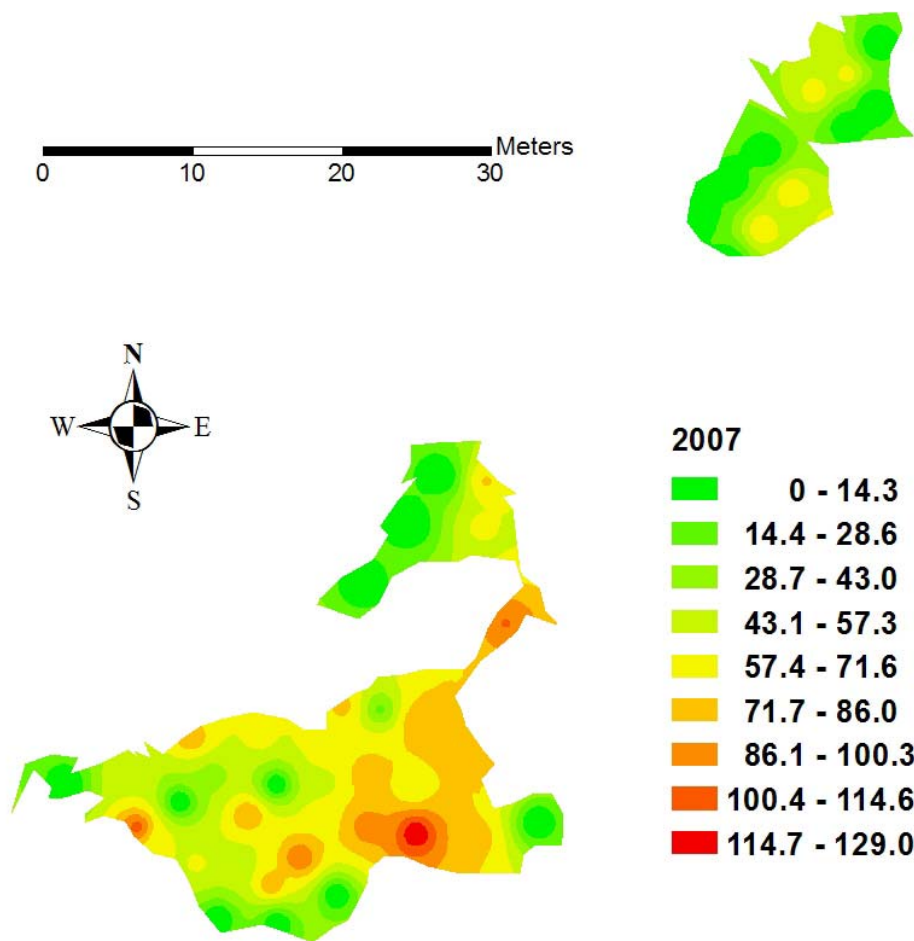 Meters
0 10 20 30
N
W E
S
2007
0 - 14.3
14.4 - 28.6
28.7 - 43.0
43.1 - 57.3
57.4 - 71.6
71.7 - 86.0
86.1 - 100.3
100.4 - 114.6
114.7 - 129.0